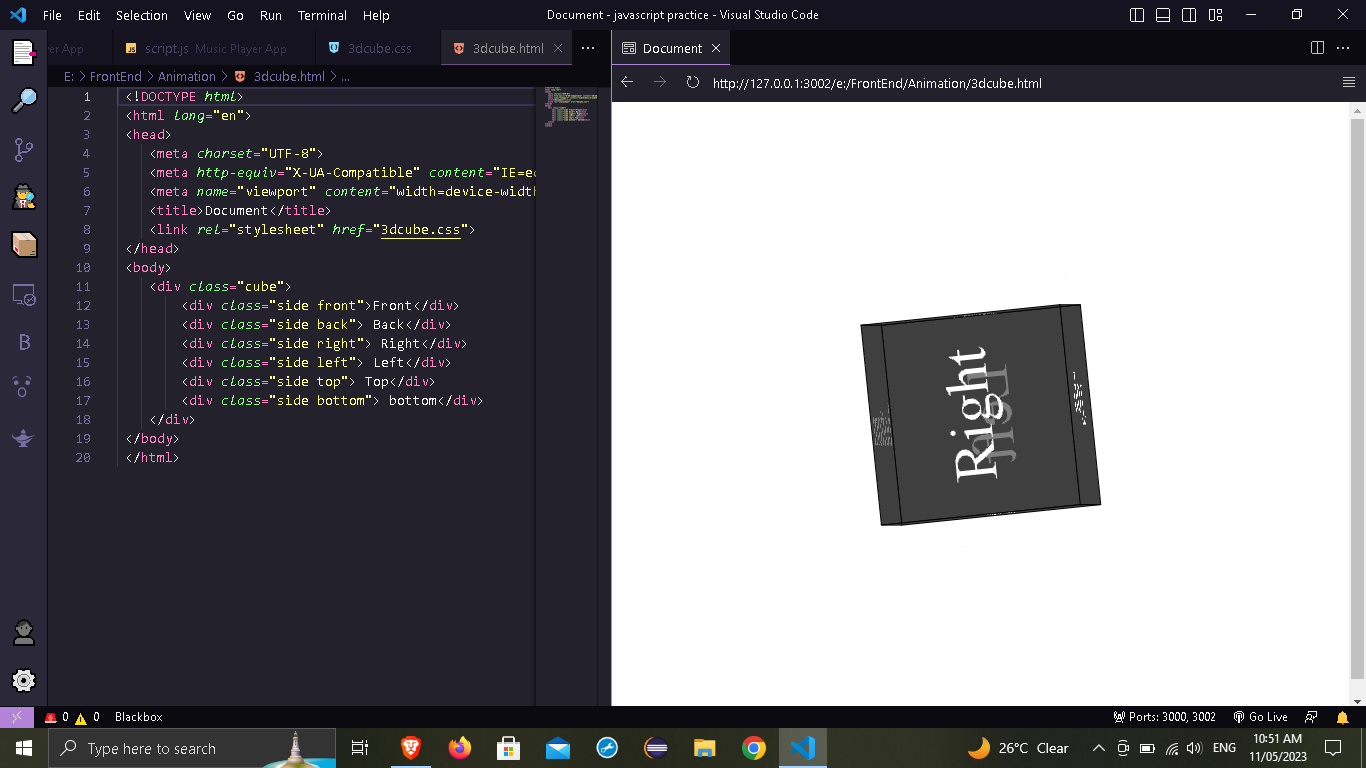 File Edit Selection View Go Run Terminal Help Document - javascript practice - Visual Studio Code
er App script.js Music Player App 3dcube.css 3dcube.html ··· Document
E: > FrontEnd > Animation > 3dcube.html > ...
http://127.0.0.1:3002/e:/FrontEnd/Animation/3dcube.html
1 <!DOCTYPE html>
2 <html lang="en">
3 <head>
4 <meta charset="UTF-8">
5 <meta http-equiv="X-UA-Compatible" content="IE=ed
6 <meta name="viewport" content="width=device-width
7 <title>Document</title>
8 <link rel="stylesheet" href="3dcube.css">
9 </head>
10 <body>
11 <div class="cube">
12 <div class="side front">Front</div>
13 <div class="side back"> Back</div>
14 <div class="side right"> Right</div>
15 <div class="side left"> Left</div>
16 <div class="side top"> Top</div>
17 <div class="side bottom"> bottom</div>
18 </div>
19 </body>
20 </html>
Right
0 0 Blackbox Ports: 3000, 3002 Go Live
Type here to search 26°C Clear ENG 10:51 AM
11/05/2023